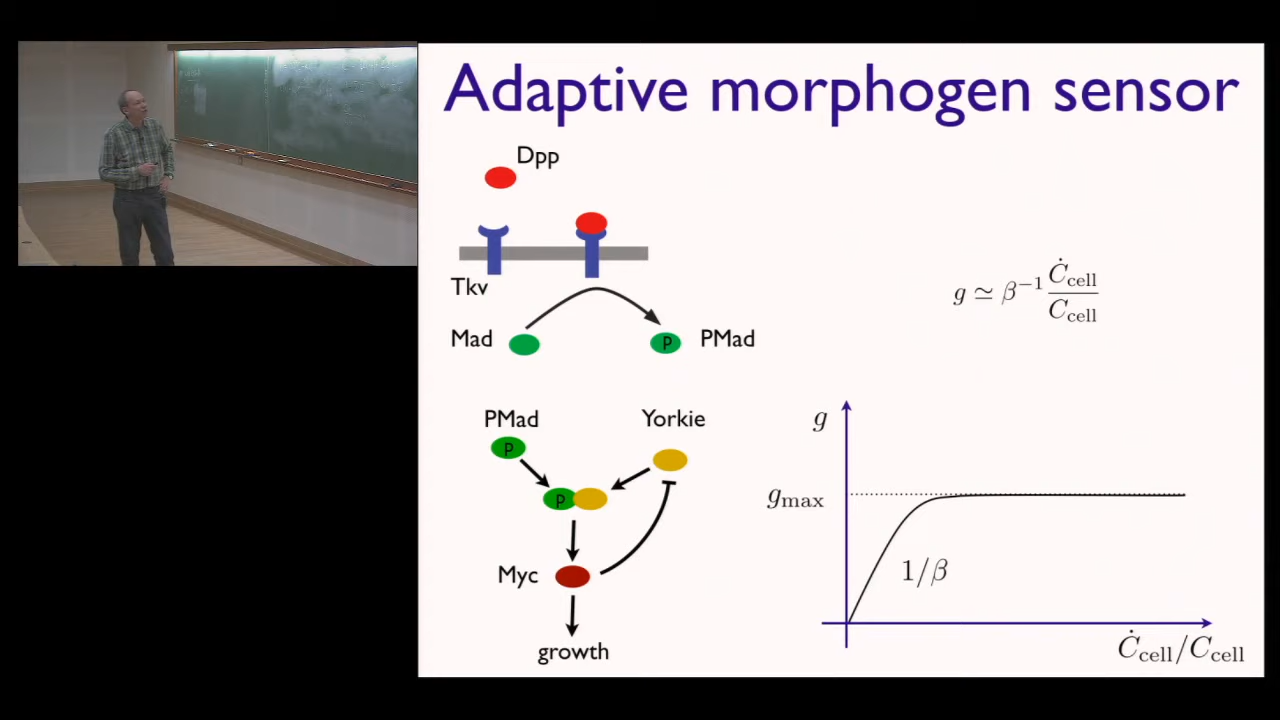 Adaptive morphogen sensor
Dpp
Tkv
Mad
P
PMad
g ≃ β⁻¹ Ċcell / Ccell
PMad
Yorkie
P
P
Myc
growth
g
gmax
1/β
Ċcell/Ccell